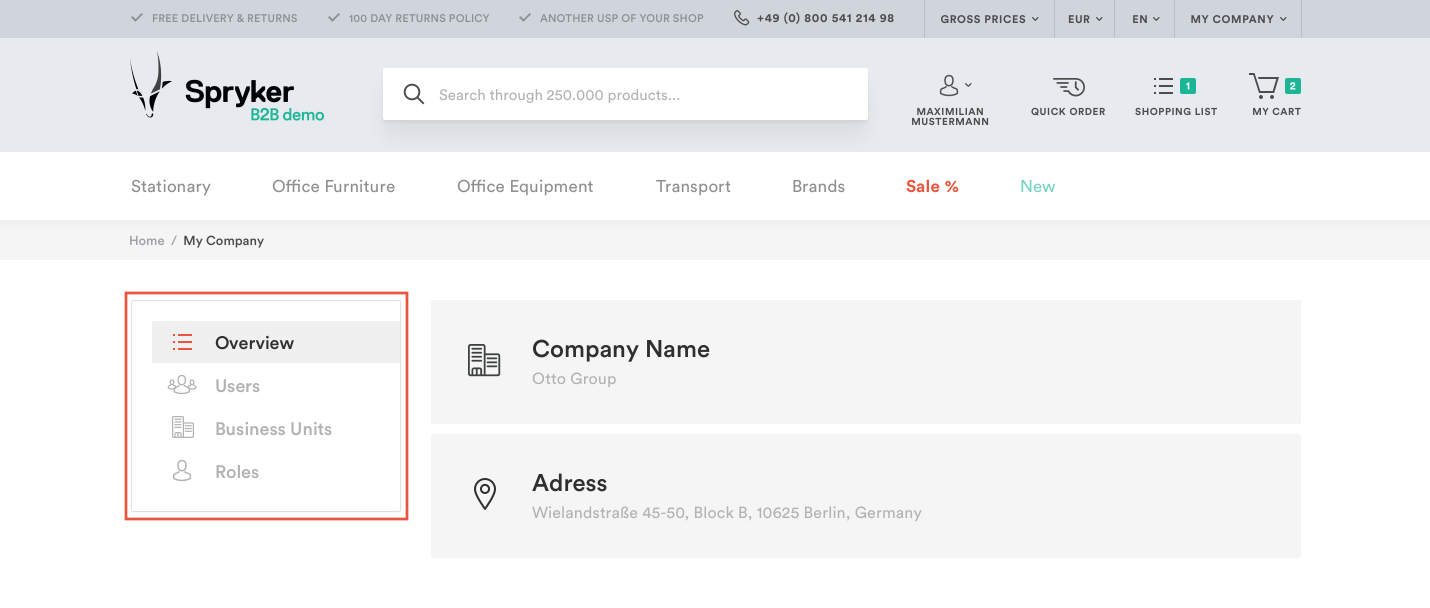 FREE DELIVERY & RETURNS
100 DAY RETURNS POLICY
ANOTHER USP OF YOUR SHOP
+49 (0) 800 541 214 98
GROSS PRICES
EUR
EN
MY COMPANY
Spryker
B2B demo
Search through 250.000 products...
MAXIMILIAN
MUSTERMANN
QUICK ORDER
1
SHOPPING LIST
2
MY CART
Stationary
Office Furniture
Office Equipment
Transport
Brands
Sale %
New
Home / My Company
Overview
Users
Business Units
Roles
Company Name
Otto Group
Adress
Wielandstraße 45-50, Block B, 10625 Berlin, Germany